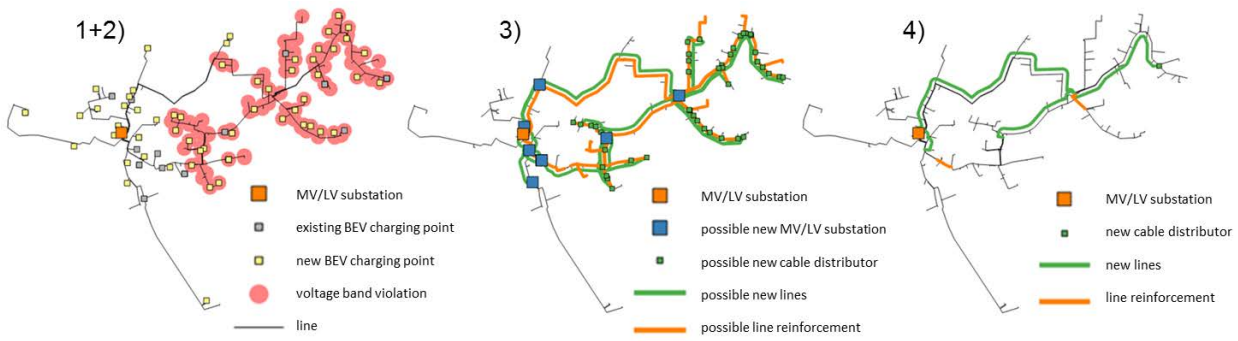 1+2)
MV/LV substation
existing BEV charging point
new BEV charging point
voltage band violation
line
3)
MV/LV substation
possible new MV/LV substation
possible new cable distributor
possible new lines
possible line reinforcement
4)
MV/LV substation
new cable distributor
new lines
line reinforcement